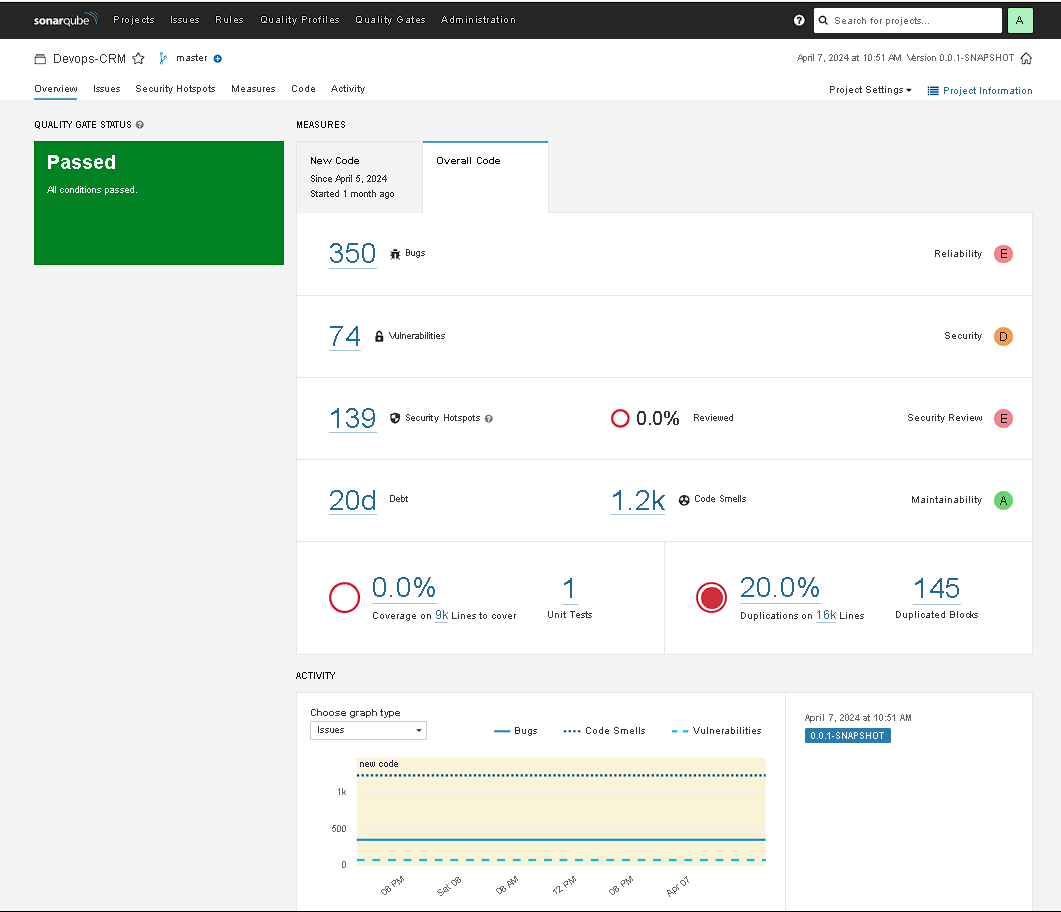 sonarqube Projects Issues Rules Quality Profiles Quality Gates Administration Search for projects... A
Devops-CRM master April 7, 2024 at 10:51 AM Version 0.0.1-SNAPSHOT
Overview Issues Security Hotspots Measures Code Activity Project Settings Project Information
QUALITY GATE STATUS
Passed
All conditions passed.
MEASURES
New Code
Since April 5, 2024
Started 1 month ago
Overall Code
350 Bugs Reliability E
74 Vulnerabilities Security D
139 Security Hotspots 0.0% Reviewed Security Review E
20d Debt 1.2k Code Smells Maintainability A
0.0%
Coverage on 9k Lines to cover
1
Unit Tests
20.0%
Duplications on 16k Lines
145
Duplicated Blocks
ACTIVITY
Choose graph type
Issues
Bugs Code Smells Vulnerabilities
new code
1k
500
0
06 PM Sat 06 06 AM 12 PM 06 PM Apr 07
April 7, 2024 at 10:51 AM
0.0.1-SNAPSHOT